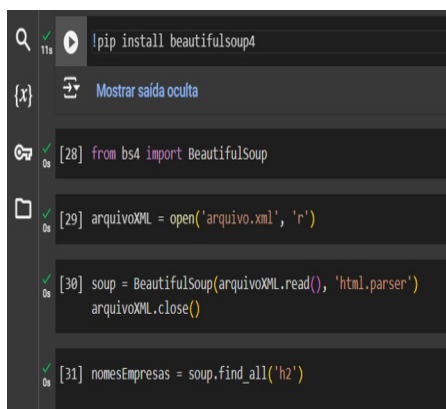 11s
!pip install beautifulsoup4
{x}
Mostrar saída oculta
0s
[28] from bs4 import BeautifulSoup
0s
[29] arquivoXML = open('arquivo.xml', 'r')
0s
[30] soup = BeautifulSoup(arquivoXML.read(), 'html.parser')
arquivoXML.close()
0s
[31] nomesEmpresas = soup.find_all('h2')